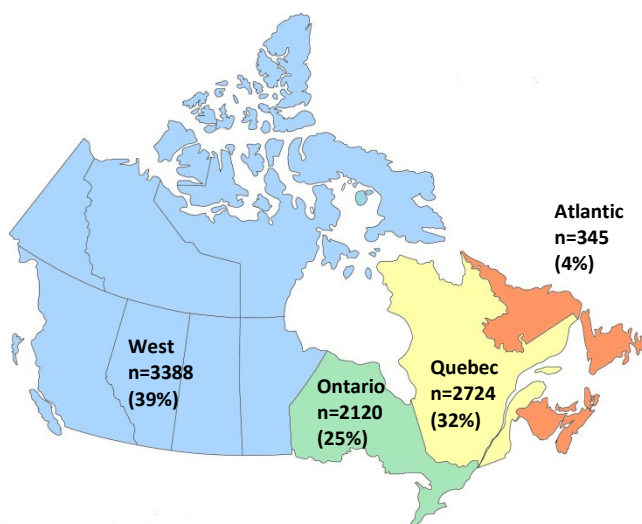 Atlantic
n=345
(4%)
West
n=3388
(39%)
Ontario
n=2120
(25%)
Quebec
n=2724
(32%)